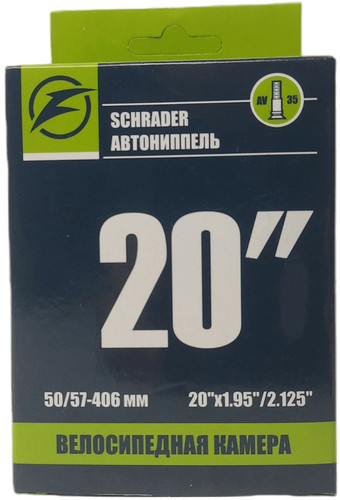 AV 35
SCHRADER
АВТОНИППЕЛЬ
20"
50/57-406 мм 20"x1.95"/2.125"
ВЕЛОСИПЕДНАЯ КАМЕРА